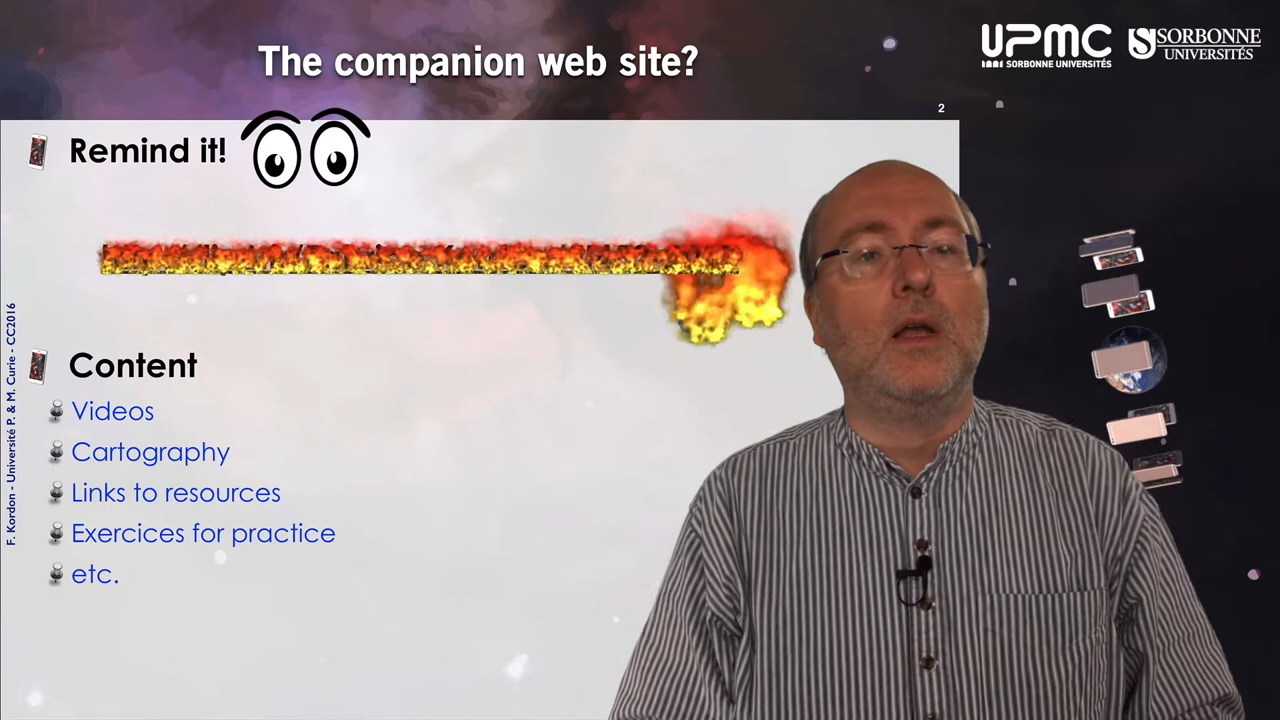 The companion web site?
UPMC
SORBONNE UNIVERSITÉS
SORBONNE
UNIVERSITÉS
2
Remind it!
Content
Videos
Cartography
Links to resources
Exercices for practice
etc.
F. Kordon - Université P. & M. Curie - CC2016